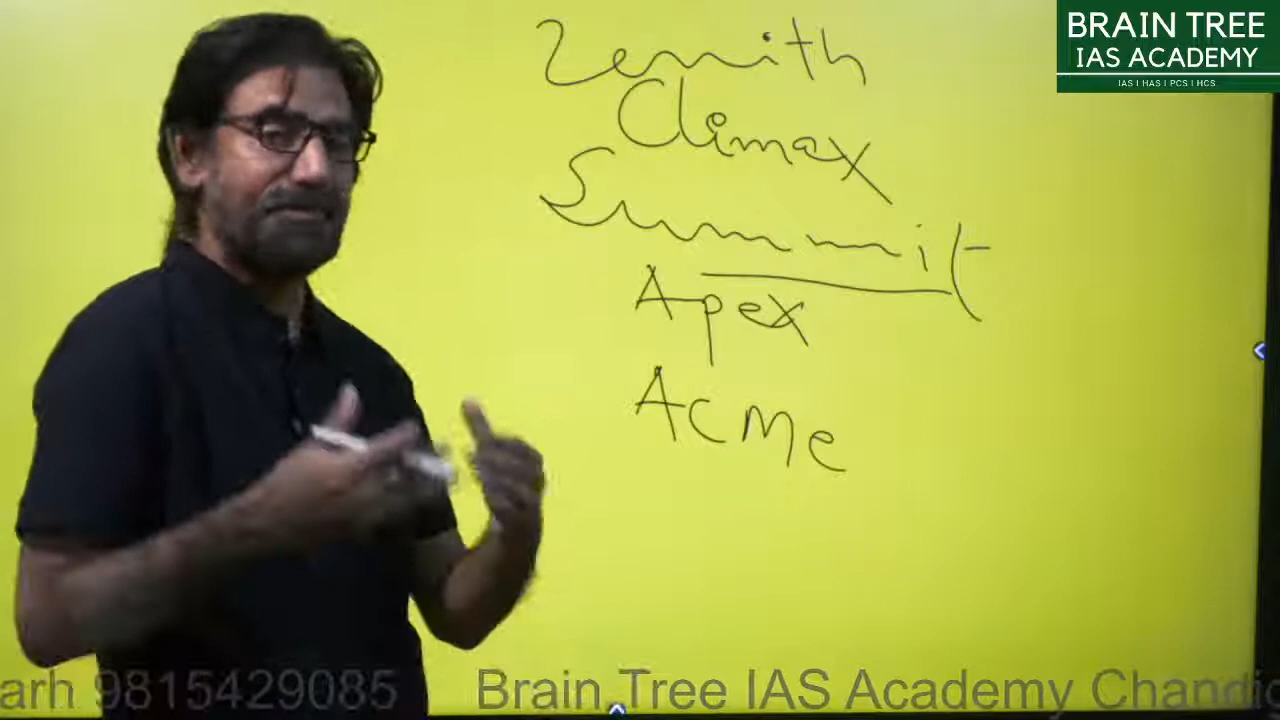 BRAIN TREE
IAS ACADEMY
IAS | HAS | PCS | HCS
Zenith
Climax
Summit
Apex
Acme
arh 9815429085 Brain Tree IAS Academy Chandig